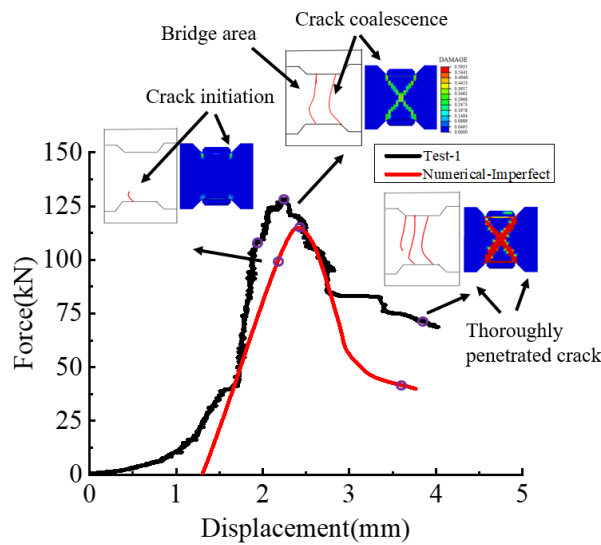 Crack coalescence
Bridge area
DAMAGE
Crack initiation
150
125
100
75
50
25
0
Force(kN)
Test-1
Numerical-Imperfect
Thoroughly
penetrated crack
0
1
2
3
4
5
Displacement(mm)